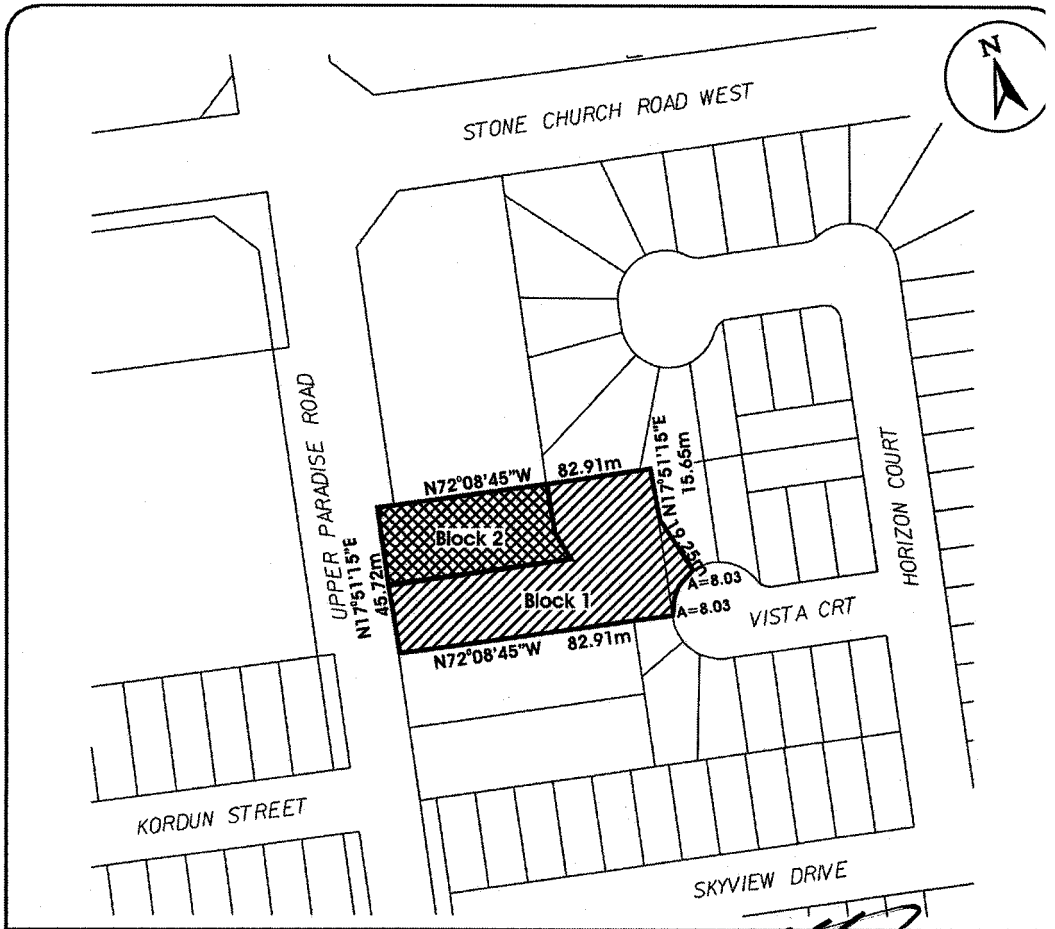 N
STONE CHURCH ROAD WEST
UPPER PARADISE ROAD
HORIZON COURT
N72°08'45"W 82.91m
N17°51'15"E
15.65m
19.25m
Block 2
N17°51'15"E
45.72m
Block 1
A=8.03
A=8.03
VISTA CRT
N72°08'45"W 82.91m
KORDUN STREET
SKYVIEW DRIVE